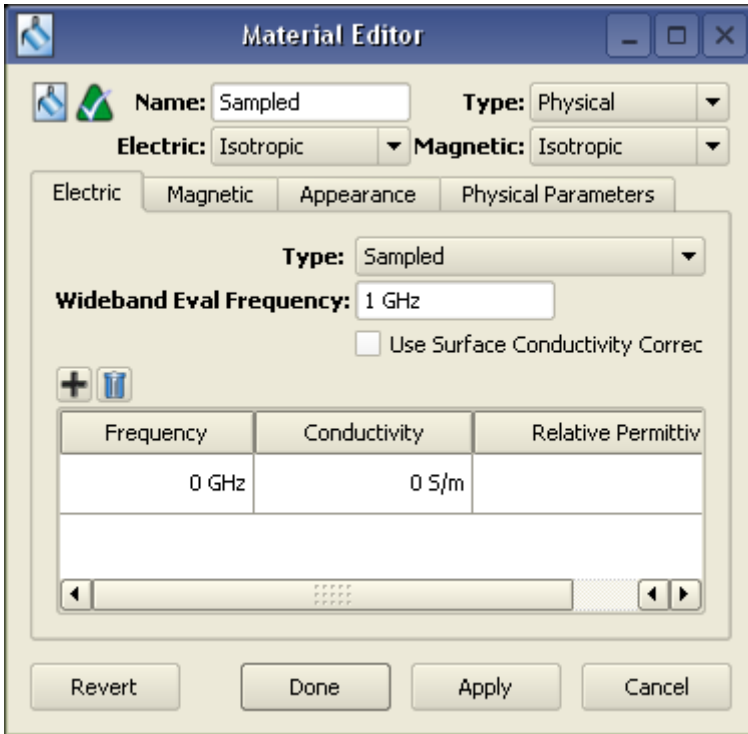 Material Editor
Name: Sampled Type: Physical
Electric: Isotropic Magnetic: Isotropic
Electric Magnetic Appearance Physical Parameters
Type: Sampled
Wideband Eval Frequency: 1 GHz
Use Surface Conductivity Correc
Frequency Conductivity Relative Permittiv
0 GHz 0 S/m
Revert Done Apply Cancel